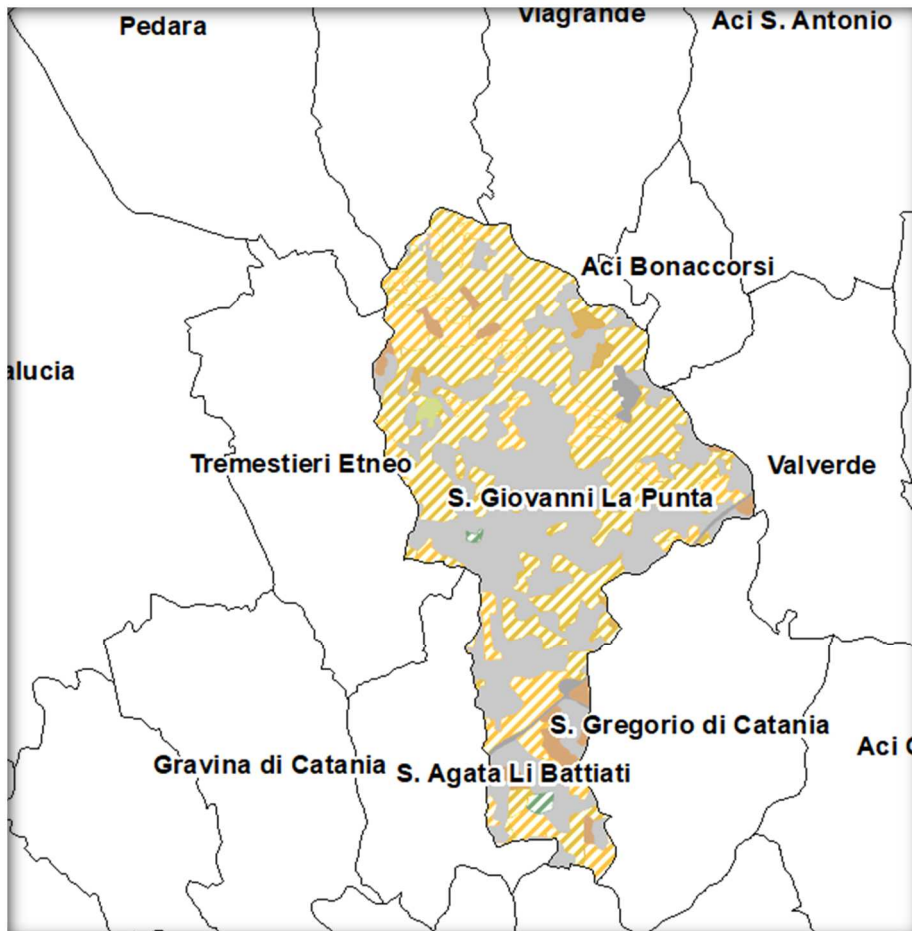 Pedara
Viagrande
Aci S. Antonio
Aci Bonaccorsi
alucia
Tremestieri Etneo
Valverde
S. Giovanni La Punta
S. Gregorio di Catania
Aci
Gravina di Catania
S. Agata Li Battiati